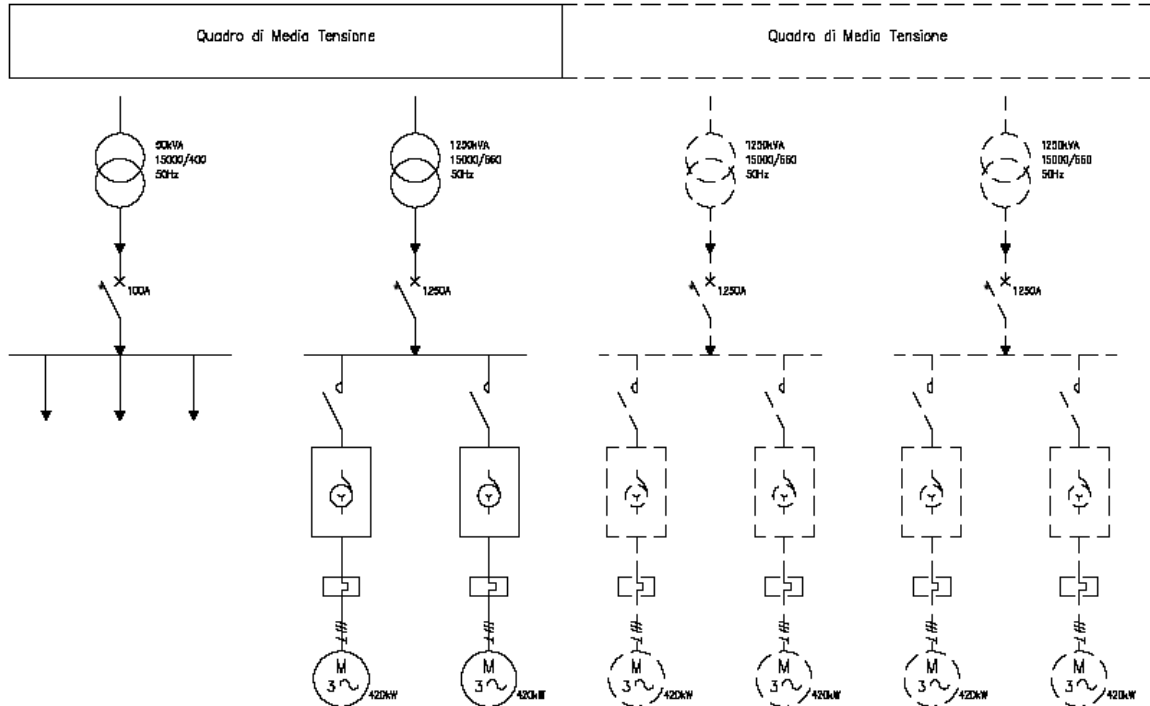 Quadro di Media Tensione
Quadro di Media Tensione
15000/400
50Hz
1250kVA
15000/660
50Hz
1250kVA
15000/660
50Hz
1250kVA
15000/660
50Hz
100A
1250A
1250A
1250A
Y
Y
Y
Y
Y
Y
M
3~
420kW
M
3~
420kW
M
3~
420kW
M
3~
420kW
M
3~
420kW
M
3~
420kW